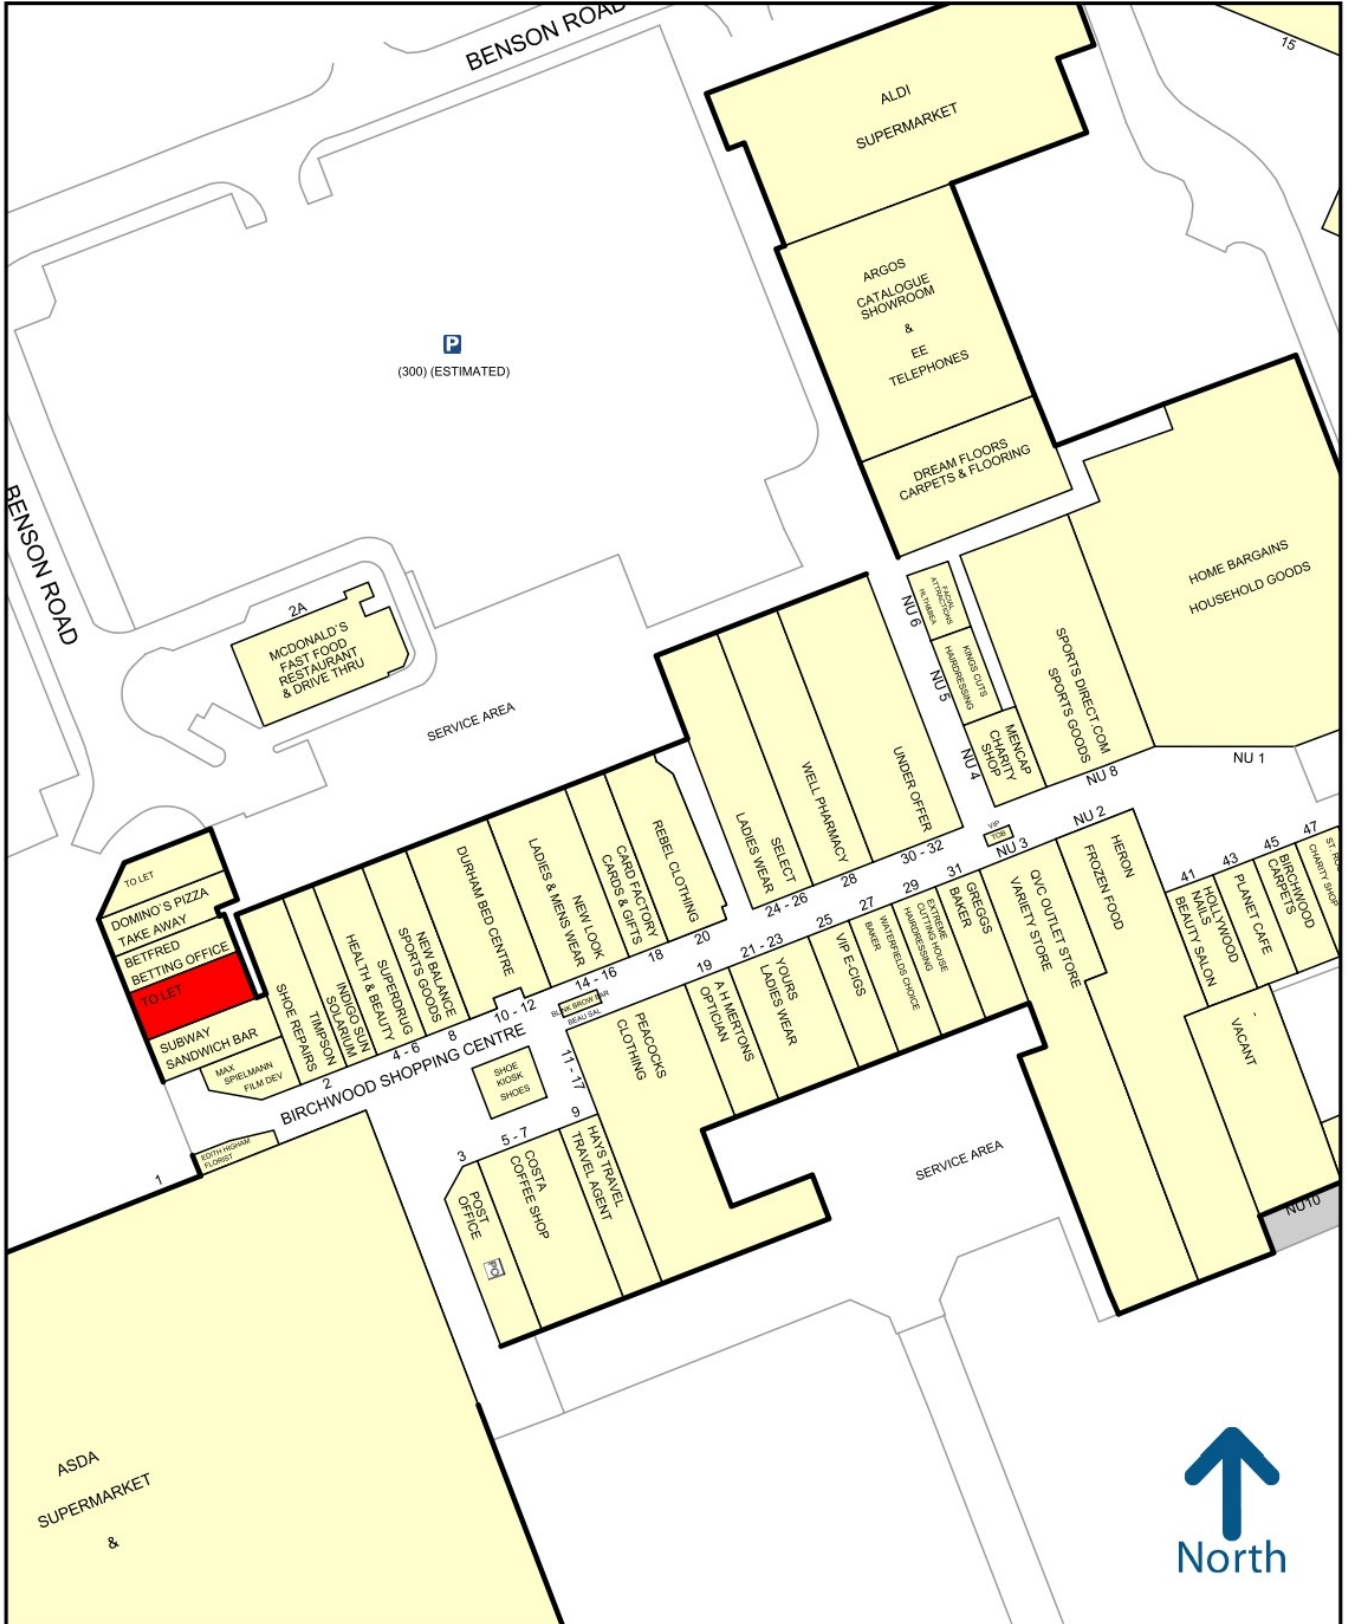 BENSON ROAD
15
ALDI
SUPERMARKET
ARGOS
CATALOGUE
SHOWROOM
&
EE
TELEPHONES
P
(300) (ESTIMATED)
DREAM FLOORS
CARPETS & FLOORING
BENSON ROAD
HOME BARGAINS
HOUSEHOLD GOODS
2A
MCDONALD`S
FAST FOOD
RESTAURANT
& DRIVE THRU
SERVICE AREA
NU 6
FACIAL
ATTRACTIONS
HLTH&BEA
NU 5
KINGS CUTS
HAIRDRESSING
NU 4
MENCAP
CHARITY
SHOP
SPORTS DIRECT.COM
SPORTS GOODS
NU 8
NU 1
UNDER OFFER
30 - 32
WELL PHARMACY
28
SELECT
LADIES WEAR
24 - 26
REBEL CLOTHING
20
CARD FACTORY
CARDS & GIFTS
18
NEW LOOK
LADIES & MENS WEAR
14 - 16
DURHAM BED CENTRE
10 - 12
NEW BALANCE
SPORTS GOODS
8
SUPERDRUG
HEALTH & BEAUTY
4 - 6
INDIGO SUN
SOLARIUM
TIMPSON
SHOE REPAIRS
2
TO LET
DOMINO`S PIZZA
TAKE AWAY
BETFRED
BETTING OFFICE
TO LET
SUBWAY
SANDWICH BAR
MAX
SPIELMANN
FILM DEV
BIRCHWOOD SHOPPING CENTRE
EDITH HIGHAM
FLORIST
1
SHOE
KIOSK
SHOES
BLINK BROW BAR
BEAU SAL
VIP
TOB
NU 3
NU 2
HERON
FROZEN FOOD
QVC OUTLET STORE
VARIETY STORE
31
GREGGS
BAKER
29
EXTREME
CUTTING HOUSE
HAIRDRESSING
27
WATERFIELDS CHOICE
BAKER
25
VIP E-CIGS
21 - 23
YOURS
LADIES WEAR
19
A H MERTONS
OPTICIAN
11 - 17
PEACOCKS
CLOTHING
9
HAYS TRAVEL
TRAVEL AGENT
5 - 7
COSTA
COFFEE SHOP
3
POST
OFFICE
PO
41
HOLLYWOOD
NAILS
BEAUTY SALON
43
PLANET CAFE
45
BIRCHWOOD
CARPETS
47
CHARITY SHOP
VACANT
NU10
SERVICE AREA
ASDA
SUPERMARKET
&
North